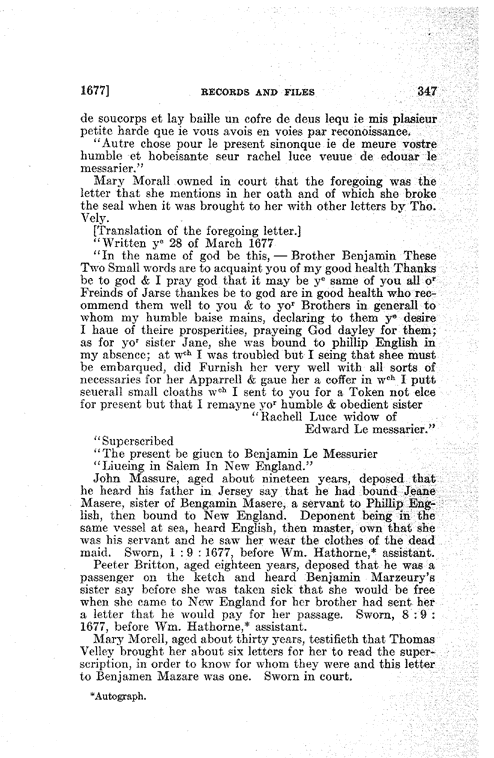 1677] RECORDS AND FILES 347
de soucorps et lay baille un cofre de deus lequ ie mis plasieur
petite harde que ie vous avois en voies par reconoissance.
"Autre chose pour le present sinonque ie de meure vostre
humble et hobeisante seur rachel luce veuue de edouar le
messarier."
Mary Morall owned in court that the foregoing was the
letter that she mentions in her oath and of which she broke
the seal when it was brought to her with other letters by Tho.
Vely.
[Translation of the foregoing letter.]
"Written yᵉ 28 of March 1677
"In the name of god be this, — Brother Benjamin These
Two Small words are to acquaint you of my good health Thanks
be to god & I pray god that it may be yᵉ same of you all oʳ
Freinds of Jarse thankes be to god are in good health who rec-
ommend them well to you & to yoʳ Brothers in generall to
whom my humble baise mains, declaring to them yᵉ desire
I haue of theire prosperities, prayeing God dayley for them;
as for yoʳ sister Jane, she was bound to phillip English in
my absence; at wᶜʰ I was troubled but I seing that shee must
be embarqued, did Furnish her very well with all sorts of
necessaries for her Apparrell & gaue her a coffer in wᶜʰ I putt
seuerall small cloaths wᶜʰ I sent to you for a Token not elce
for present but that I remayne yoʳ humble & obedient sister
"Rachell Luce widow of
Edward Le messarier."
"Superscribed
"The present be giuen to Benjamin Le Messurier
"Liueing in Salem In New England."
John Massure, aged about nineteen years, deposed that
he heard his father in Jersey say that he had bound Jeane
Masere, sister of Bengamin Masere, a servant to Phillip Eng-
lish, then bound to New England. Deponent being in the
same vessel at sea, heard English, then master, own that she
was his servant and he saw her wear the clothes of the dead
maid. Sworn, 1 : 9 : 1677, before Wm. Hathorne,* assistant.
Peeter Britton, aged eighteen years, deposed that he was a
passenger on the ketch and heard Benjamin Marzeury's
sister say before she was taken sick that she would be free
when she came to New England for her brother had sent her
a letter that he would pay for her passage. Sworn, 8 : 9 :
1677, before Wm. Hathorne,* assistant.
Mary Morell, aged about thirty years, testifieth that Thomas
Velley brought her about six letters for her to read the super-
scription, in order to know for whom they were and this letter
to Benjamen Mazare was one. Sworn in court.
*Autograph.